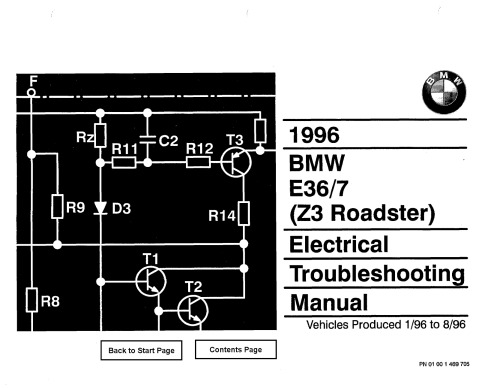 BMW
F
Rz
R11
C2
R12
T3
R9
D3
R14
T1
T2
R8
1996
BMW
E36/7
(Z3 Roadster)
Electrical
Troubleshooting
Manual
Vehicles Produced 1/96 to 8/96
Back to Start Page
Contents Page
PN 01 00 1 469 705